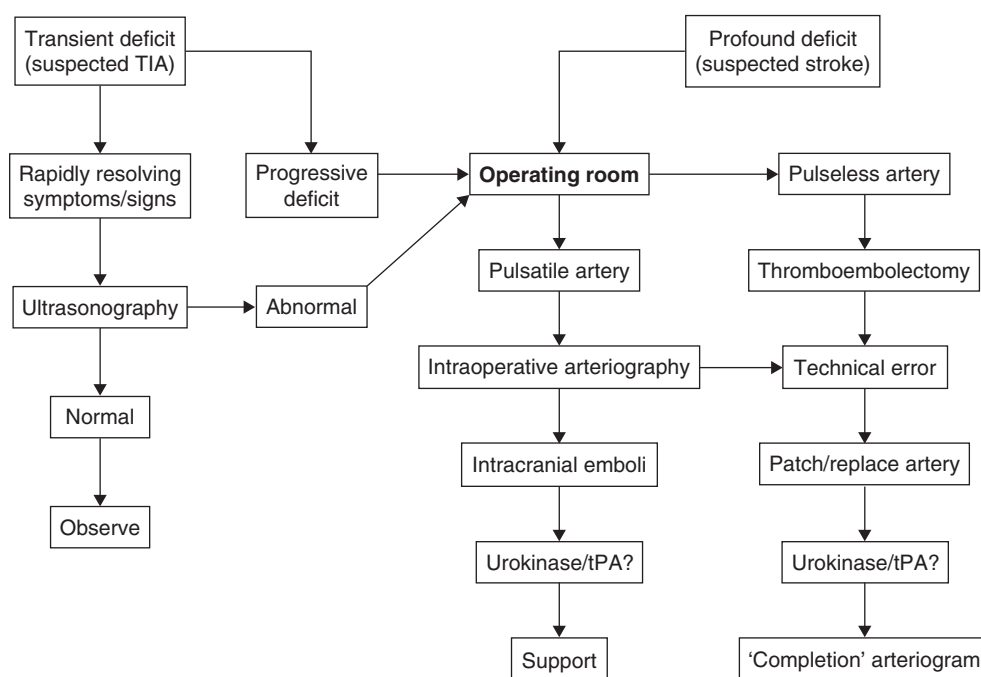 Transient deficit
(suspected TIA)
Profound deficit
(suspected stroke)
Rapidly resolving
symptoms/signs
Progressive
deficit
Operating room
Pulseless artery
Pulsatile artery
Thromboembolectomy
Ultrasonography
Abnormal
Intraoperative arteriography
Technical error
Normal
Intracranial emboli
Patch/replace artery
Observe
Urokinase/tPA?
Urokinase/tPA?
Support
‘Completion’ arteriogram